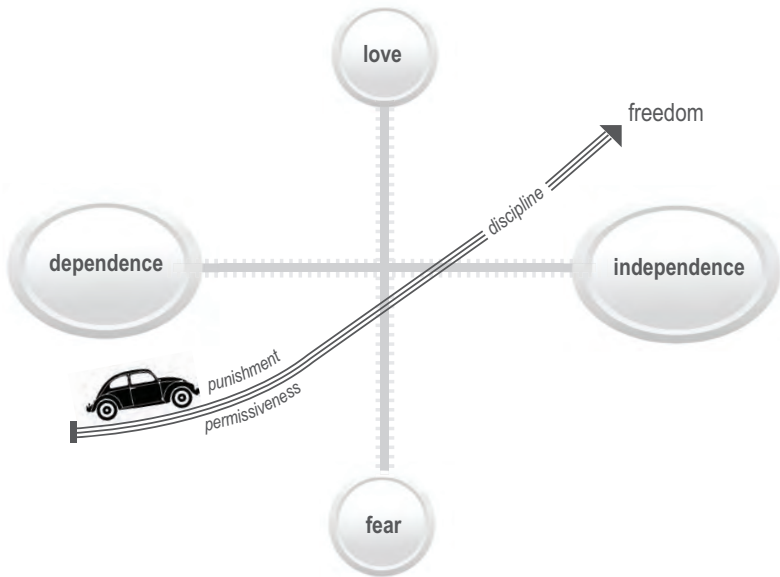 love
freedom
discipline
dependence
independence
punishment
permissiveness
fear